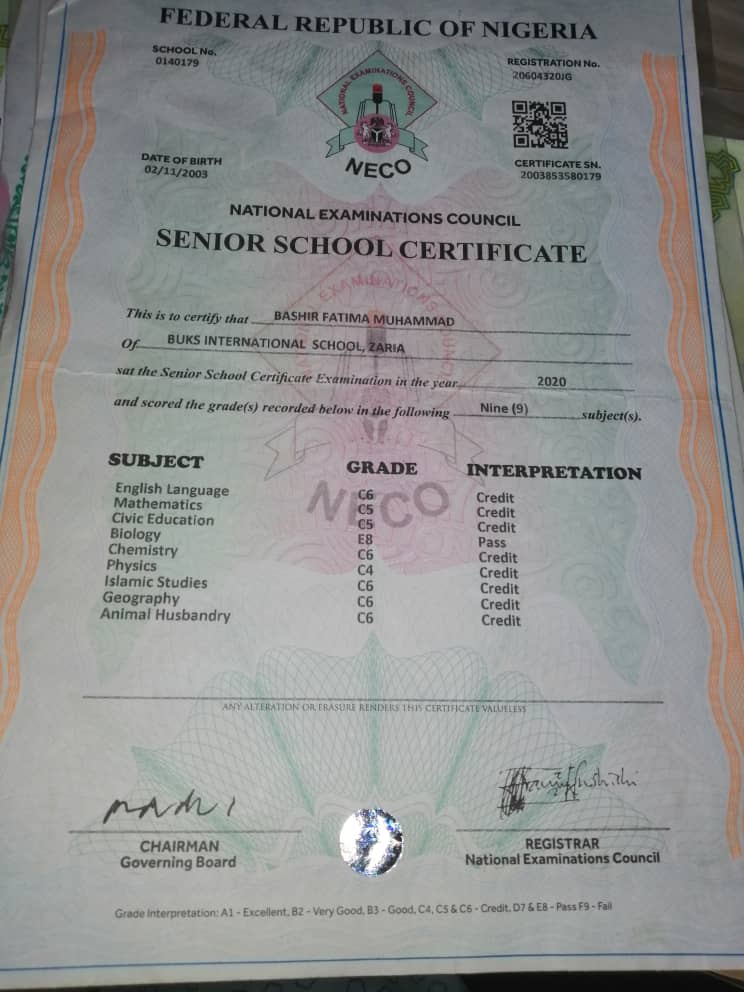 FEDERAL REPUBLIC OF NIGERIA
SCHOOL No.
0140179
REGISTRATION No.
20604320JG
NATIONAL EXAMINATIONS COUNCIL
NECO
DATE OF BIRTH
02/11/2003
CERTIFICATE SN.
2003853580179
NATIONAL EXAMINATIONS COUNCIL
SENIOR SCHOOL CERTIFICATE
This is to certify that BASHIR FATIMA MUHAMMAD
Of BUKS INTERNATIONAL SCHOOL, ZARIA
sat the Senior School Certificate Examination in the year 2020
and scored the grade(s) recorded below in the following Nine (9) subject(s).
SUBJECT GRADE INTERPRETATION
English Language C6 Credit
Mathematics C5 Credit
Civic Education C5 Credit
Biology E8 Pass
Chemistry C6 Credit
Physics C4 Credit
Islamic Studies C6 Credit
Geography C6 Credit
Animal Husbandry C6 Credit
NECO
ANY ALTERATION OR ERASURE RENDERS THIS CERTIFICATE VALUELESS
CHAIRMAN
Governing Board
REGISTRAR
National Examinations Council
Grade Interpretation: A1 - Excellent, B2 - Very Good, B3 - Good, C4, C5 & C6 - Credit, D7 & E8 - Pass F9 - Fail